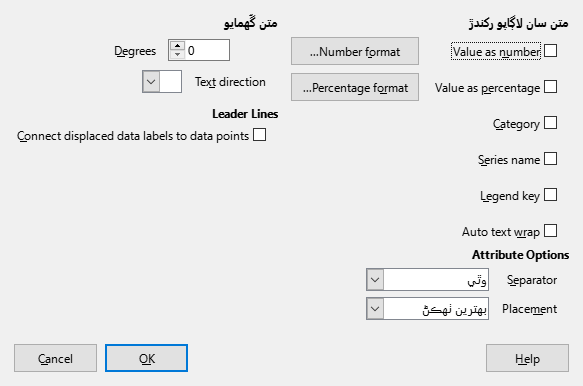 متن سان لاڳاپو رکندڙ
Value as number
Number format...
Value as percentage
Percentage format...
Category
Series name
Legend key
Auto text wrap
Attribute Options
Separator
وٿي
Placement
بهترين ٺهڪڻ
متن گھمايو
Degrees
0
Text direction
Leader Lines
Connect displaced data labels to data points
Help
OK
Cancel